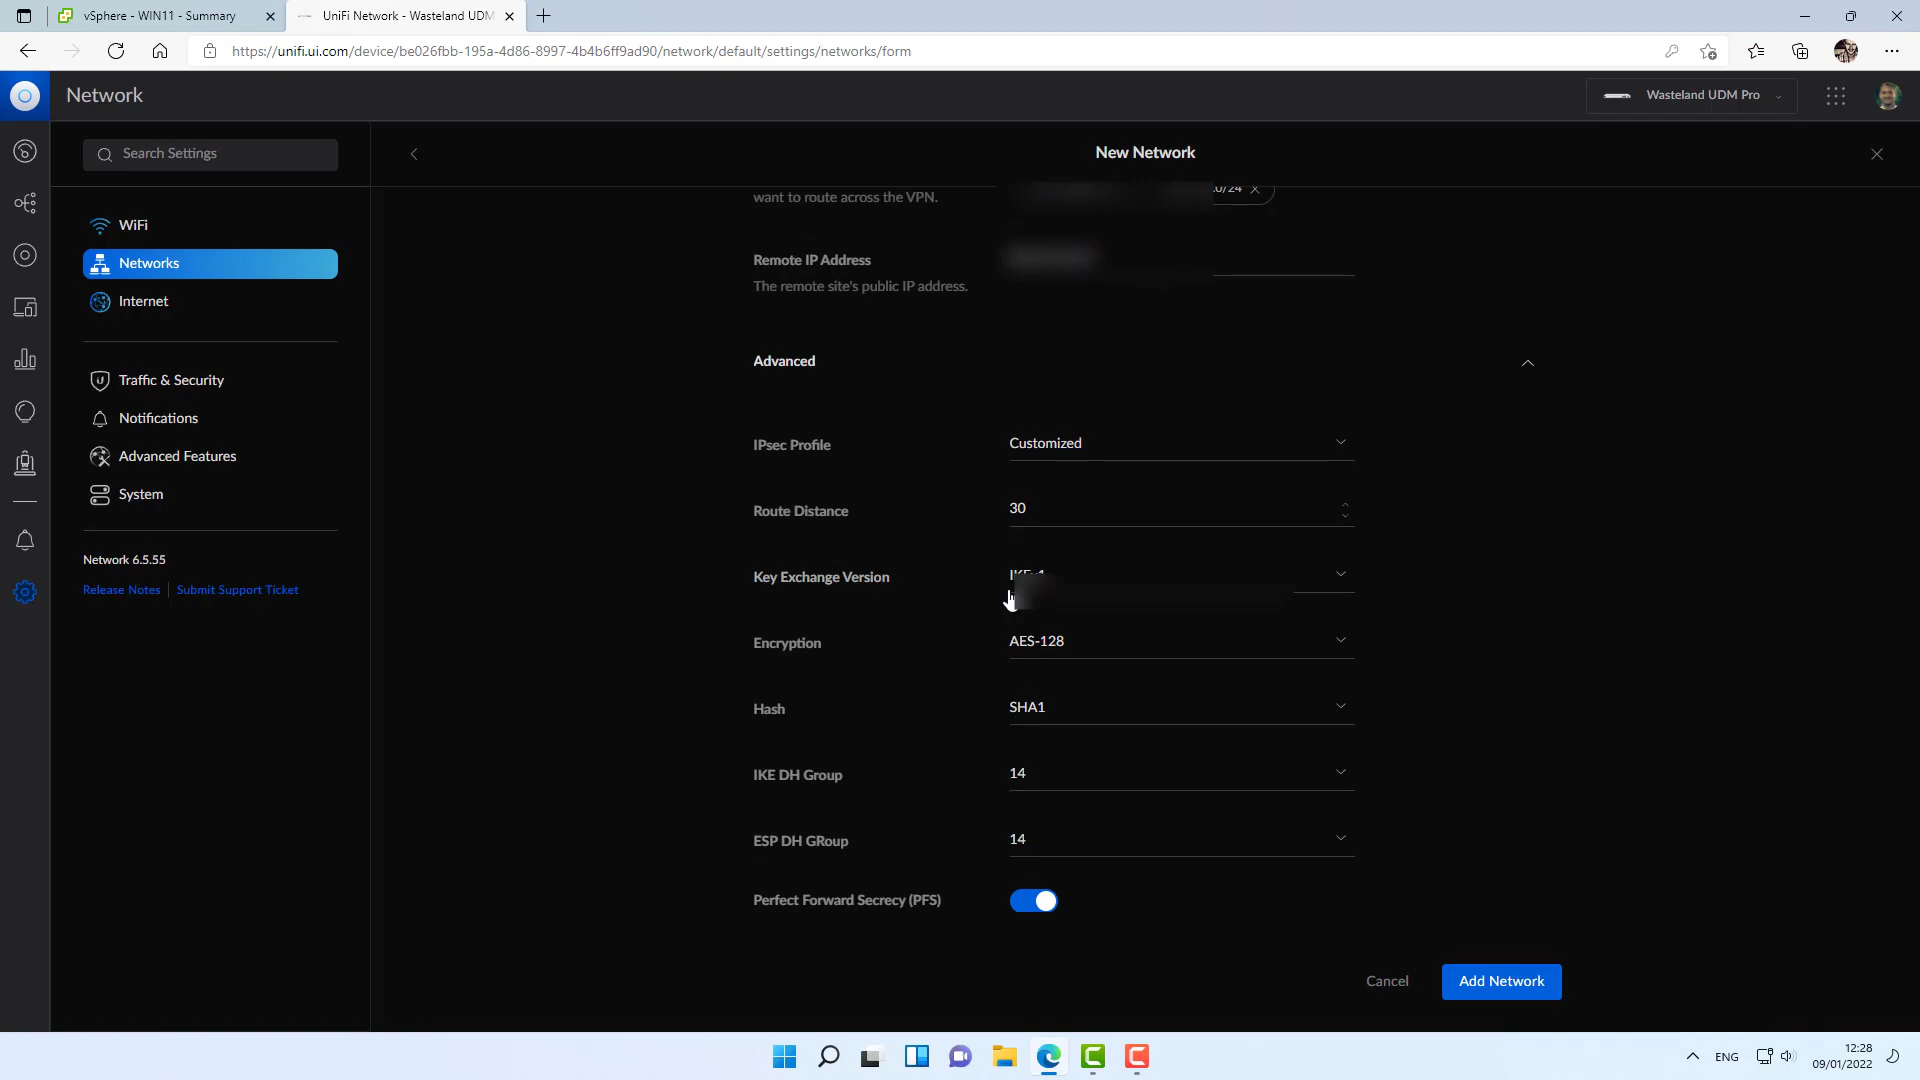 vSphere - WIN11 - Summary
UniFi Network - Wasteland UDM
https://unifi.ui.com/device/be026fbb-195a-4d86-8997-4b4b6ff9ad90/network/default/settings/networks/form
Network
Wasteland UDM Pro
Search Settings
New Network
want to route across the VPN.
.0/24
WiFi
Networks
Internet
Remote IP Address
The remote site's public IP address.
Advanced
Traffic & Security
Notifications
Advanced Features
System
IPsec Profile
Customized
Route Distance
30
Network 6.5.55
Release Notes
Submit Support Ticket
Key Exchange Version
IKEv1
Encryption
AES-128
Hash
SHA1
IKE DH Group
14
ESP DH GRoup
14
Perfect Forward Secrecy (PFS)
Cancel
Add Network
ENG
12:28
09/01/2022